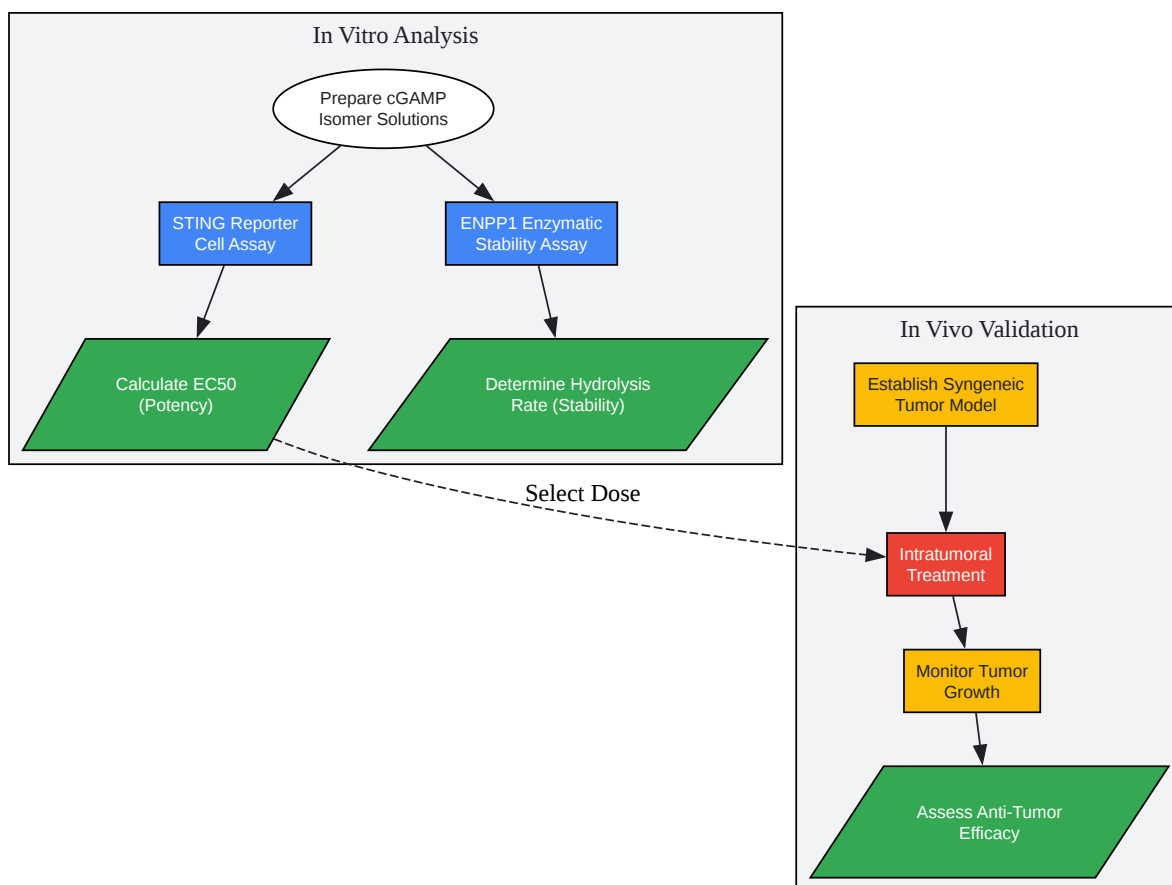 In Vitro Analysis
Prepare cGAMP
Isomer Solutions
STING Reporter
Cell Assay
ENPP1 Enzymatic
Stability Assay
Calculate EC50
(Potency)
Determine Hydrolysis
Rate (Stability)
Select Dose
In Vivo Validation
Establish Syngeneic
Tumor Model
Intratumoral
Treatment
Monitor Tumor
Growth
Assess Anti-Tumor
Efficacy